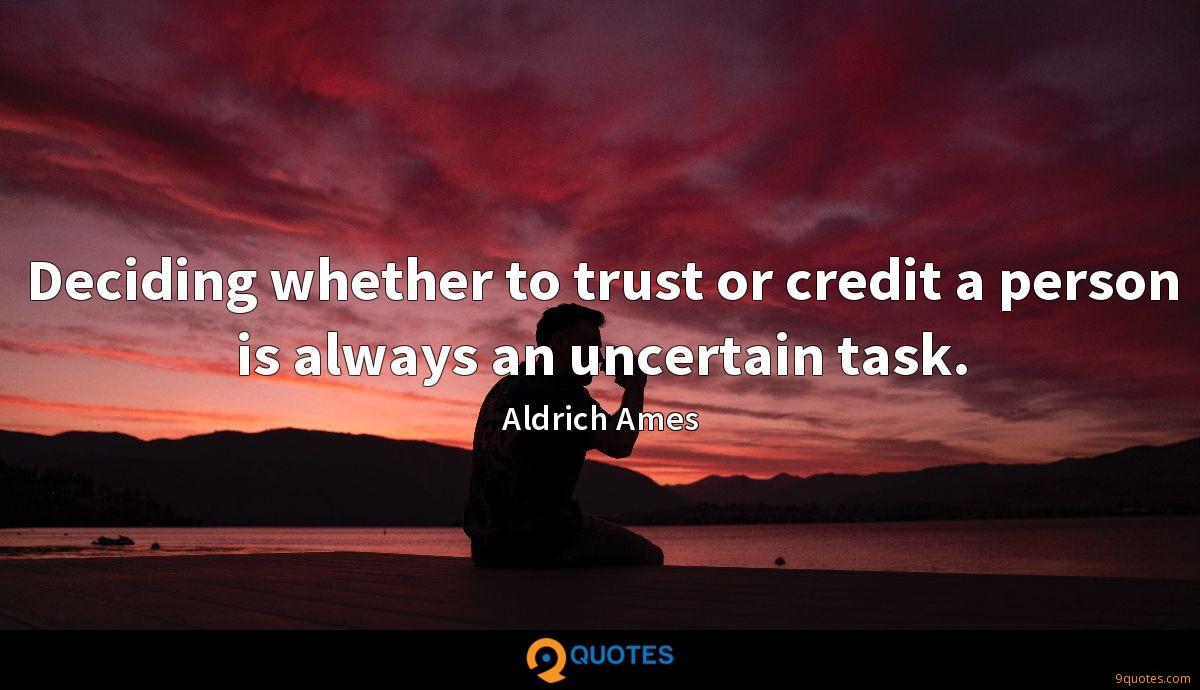 Deciding whether to trust or credit a person
is always an uncertain task.
Aldrich Ames
QUOTES
9quotes.com